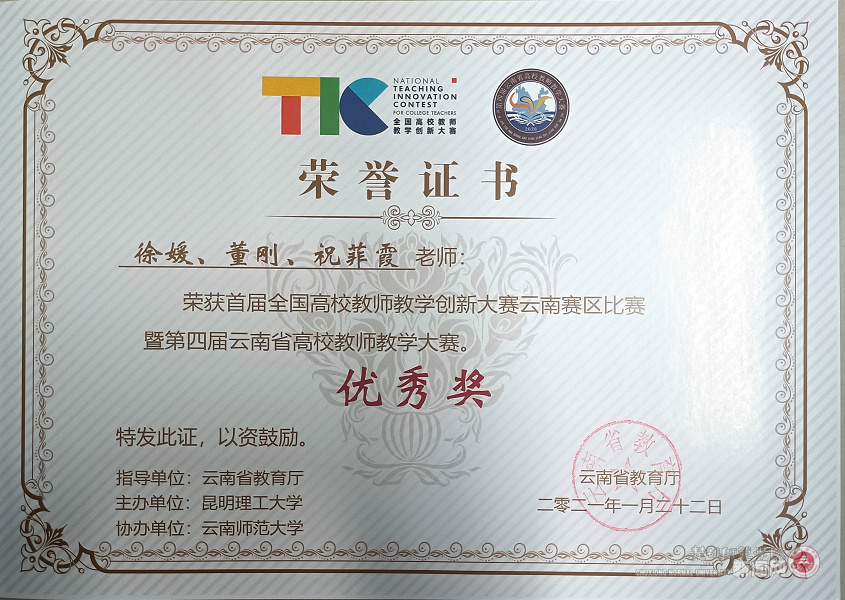 TIC
NATIONAL
TEACHING
INNOVATION
CONTEST
FOR COLLEGE TEACHERS
全国高校教师
教学创新大赛
2020
荣誉证书
徐媛、董刚、祝菲霞 老师：
荣获首届全国高校教师教学创新大赛云南赛区比赛
暨第四届云南省高校教师教学大赛。
优秀奖
特发此证，以资鼓励。
指导单位：云南省教育厅
主办单位：昆明理工大学
协办单位：云南师范大学
云南省教育厅
二零二一年一月二十二日